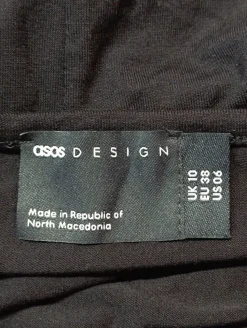 asos DESIGN
Made in Republic of
North Macedonia
UK 10
EU 38
US 06